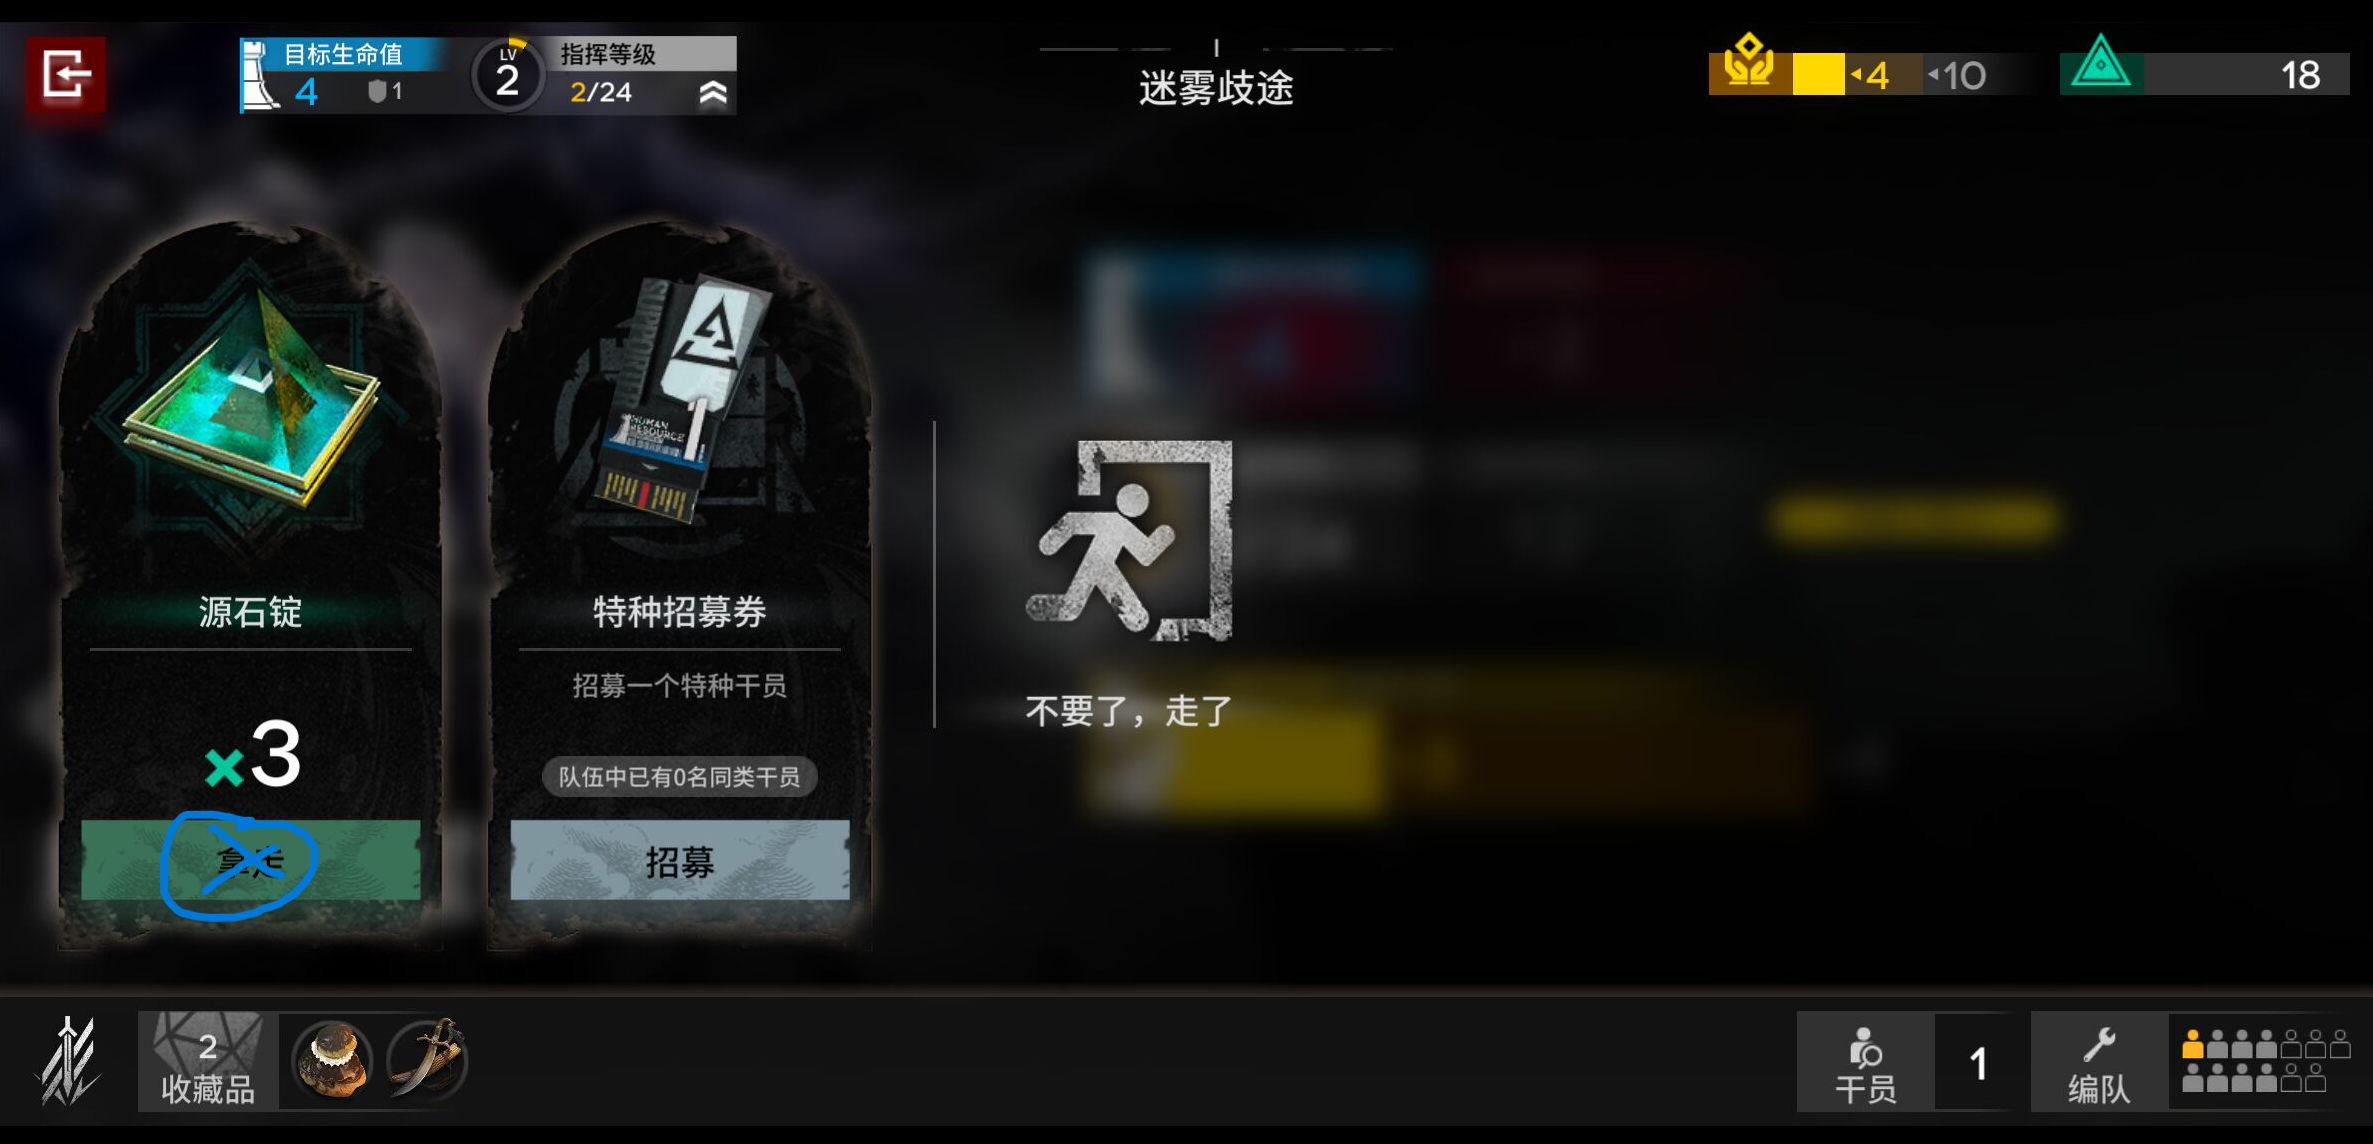 目标生命值
4
1
LV
2
指挥等级
2/24
迷雾歧途
4
10
18
源石锭
×3
特种招募券
HUMAN
RESOURCE
1
招募一个特种干员
队伍中已有0名同类干员
招募
不要了，走了
2
收藏品
干员
1
编队